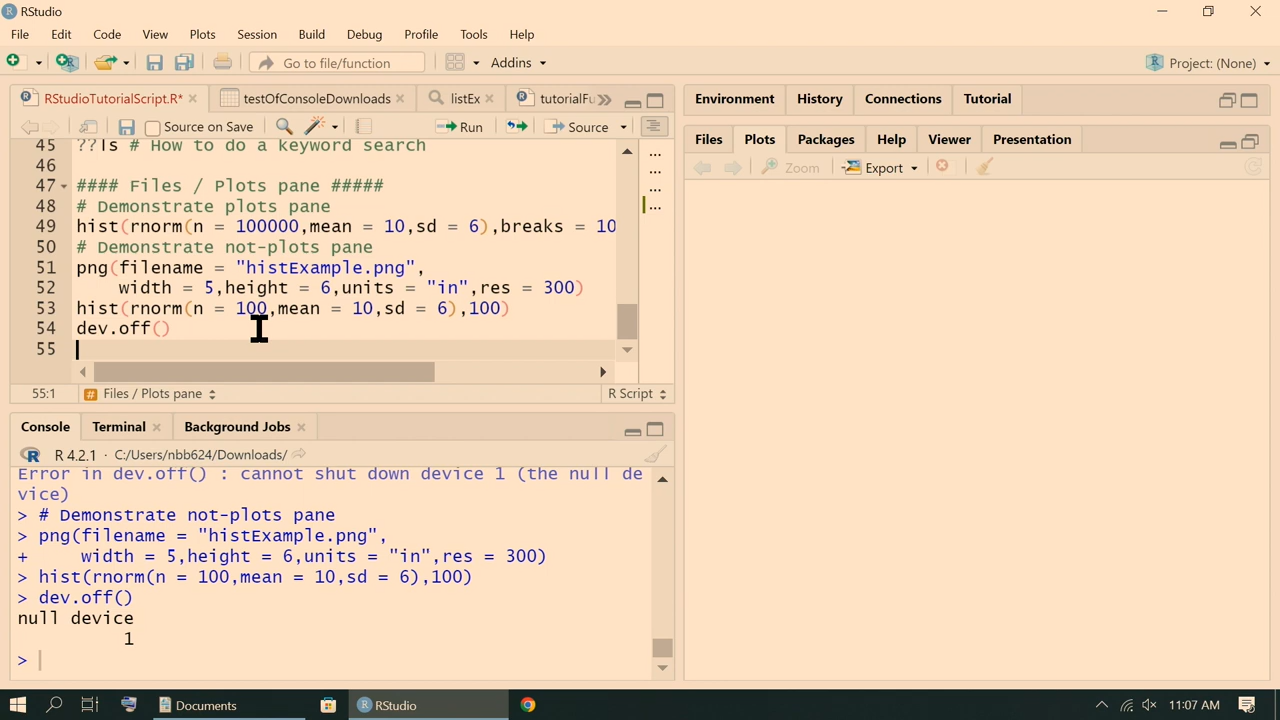 RStudio
File Edit Code View Plots Session Build Debug Profile Tools Help
Go to file/function Addins Project: (None)
RStudioTutorialScript.R* testOfConsoleDownloads listEx tutorialFu
Source on Save Run Source
45 ??ls # How to do a keyword search
46
47 #### Files / Plots pane #####
48 # Demonstrate plots pane
49 hist(rnorm(n = 100000,mean = 10,sd = 6),breaks = 10
50 # Demonstrate not-plots pane
51 png(filename = "histExample.png",
52 width = 5,height = 6,units = "in",res = 300)
53 hist(rnorm(n = 100,mean = 10,sd = 6),100)
54 dev.off()
55
55:1 # Files / Plots pane R Script
Console Terminal Background Jobs
R 4.2.1 · C:/Users/nbb624/Downloads/
Error in dev.off() : cannot shut down device 1 (the null de
vice)
> # Demonstrate not-plots pane
> png(filename = "histExample.png",
+ width = 5,height = 6,units = "in",res = 300)
> hist(rnorm(n = 100,mean = 10,sd = 6),100)
> dev.off()
null device
1
>
Environment History Connections Tutorial
Files Plots Packages Help Viewer Presentation
Zoom Export
Documents RStudio 11:07 AM